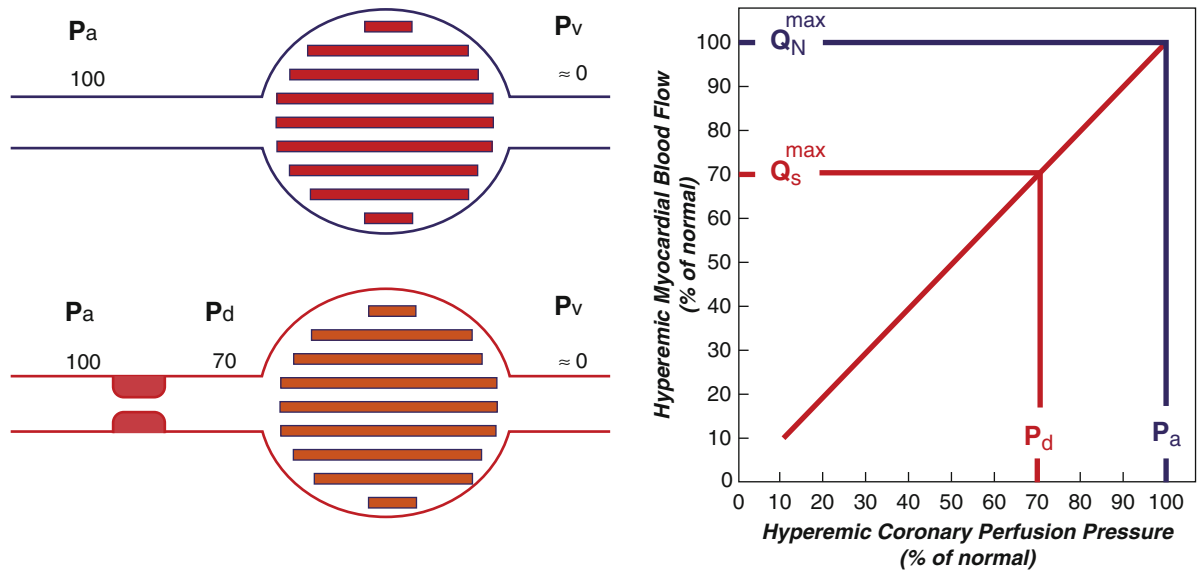 Pa Pv
100 ≈ 0
Pa Pd Pv
100 70 ≈ 0
Hyperemic Myocardial Blood Flow
(% of normal)
100
90
80
70
60
50
40
30
20
10
0
QN max
Qs max
Pd
Pa
0 10 20 30 40 50 60 70 80 90 100
Hyperemic Coronary Perfusion Pressure
(% of normal)